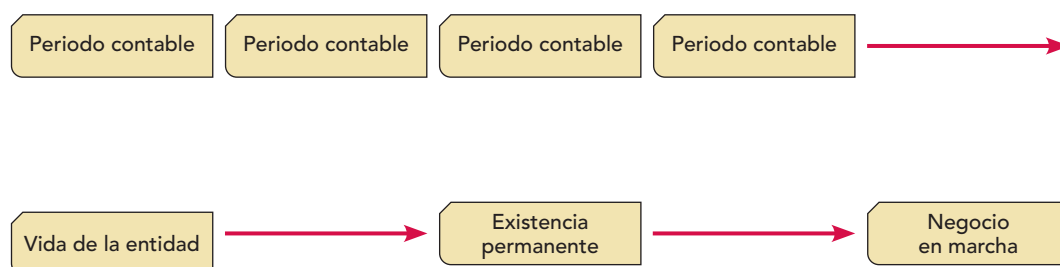 Periodo contable
Periodo contable
Periodo contable
Periodo contable
Vida de la entidad
Existencia
permanente
Negocio
en marcha